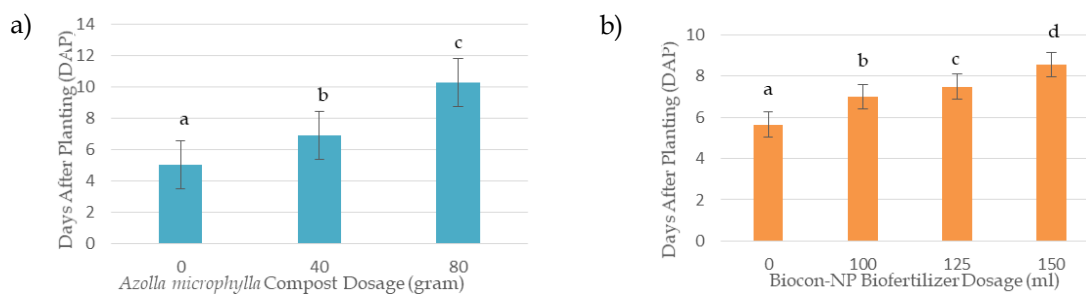 a)
Days After Planting (DAP)
14
12
10
8
6
4
2
0
a
b
c
0 40 80
Azolla microphylla Compost Dosage (gram)
b)
Days After Planting (DAP)
10
8
6
4
2
0
a
b
c
d
0 100 125 150
Biocon-NP Biofertilizer Dosage (ml)